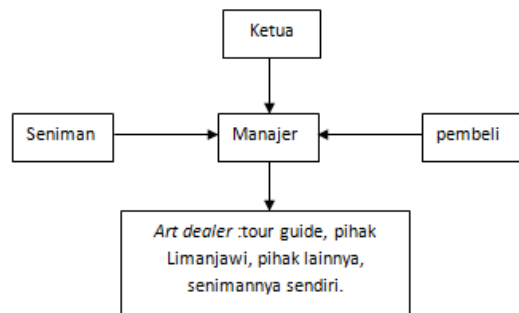 Ketua
Seniman
Manajer
pembeli
Art dealer :tour guide, pihak
Limanjawi, pihak lainnya,
senimannya sendiri.